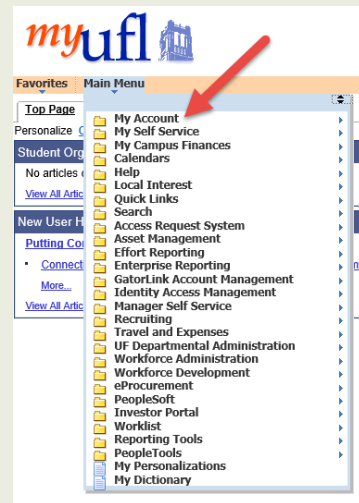 myufl
Favorites Main Menu
Top Page
Personalize
Student Org
No articles
View All Artic
New User H
Putting Co
Connect
More...
View All Artic
My Account
My Self Service
My Campus Finances
Calendars
Help
Local Interest
Quick Links
Search
Access Request System
Asset Management
Effort Reporting
Enterprise Reporting
GatorLink Account Management
Identity Access Management
Manager Self Service
Recruiting
Travel and Expenses
UF Departmental Administration
Workforce Administration
Workforce Development
eProcurement
PeopleSoft
Investor Portal
Worklist
Reporting Tools
PeopleTools
My Personalizations
My Dictionary